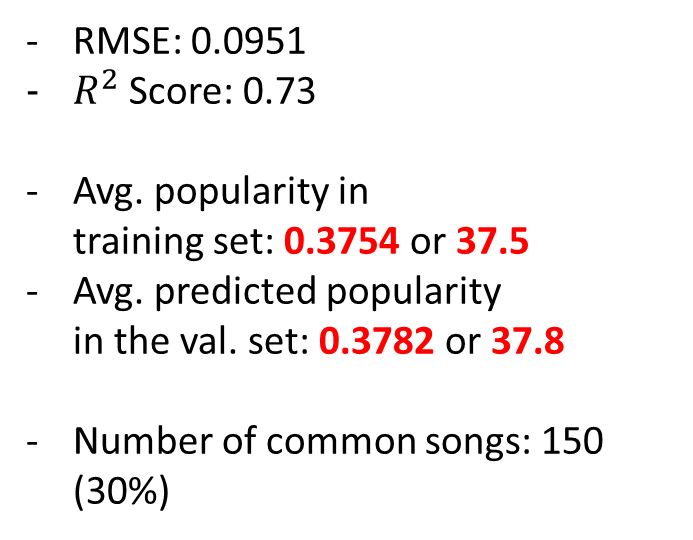 - RMSE: 0.0951
- R² Score: 0.73
- Avg. popularity in
training set: 0.3754 or 37.5
- Avg. predicted popularity
in the val. set: 0.3782 or 37.8
- Number of common songs: 150
(30%)